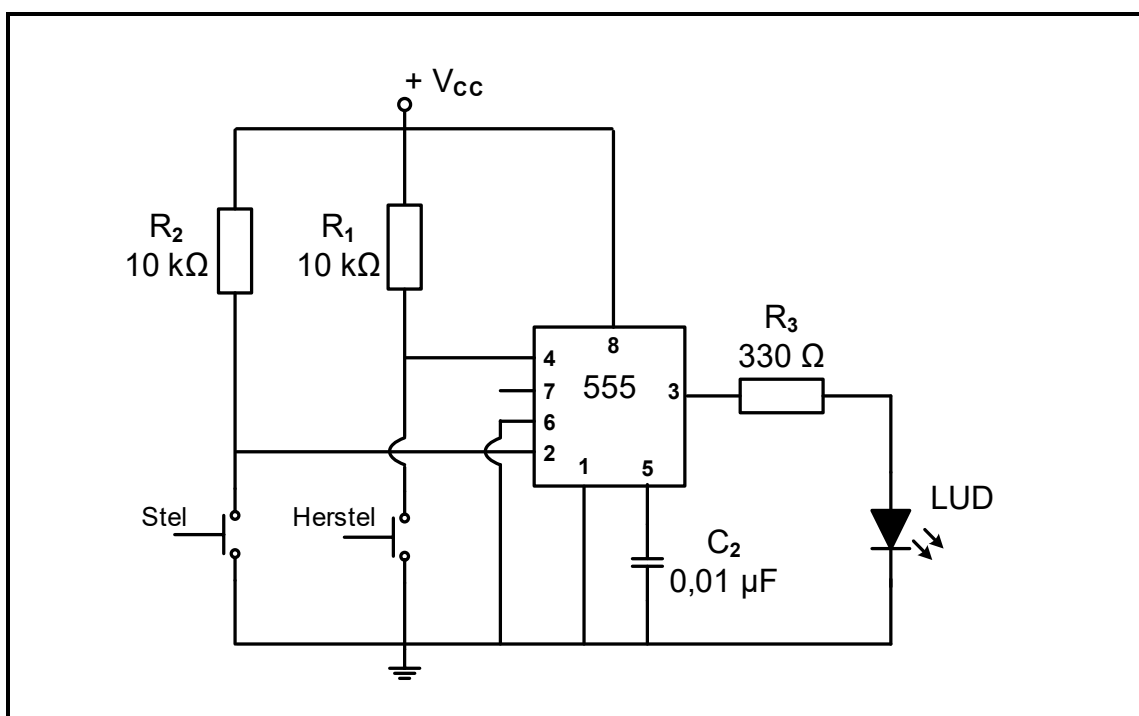 + VCC
R2
10 kΩ
R1
10 kΩ
R3
330 Ω
4
8
7
555
3
6
2
1
5
Stel
Herstel
C2
0,01 µF
LUD